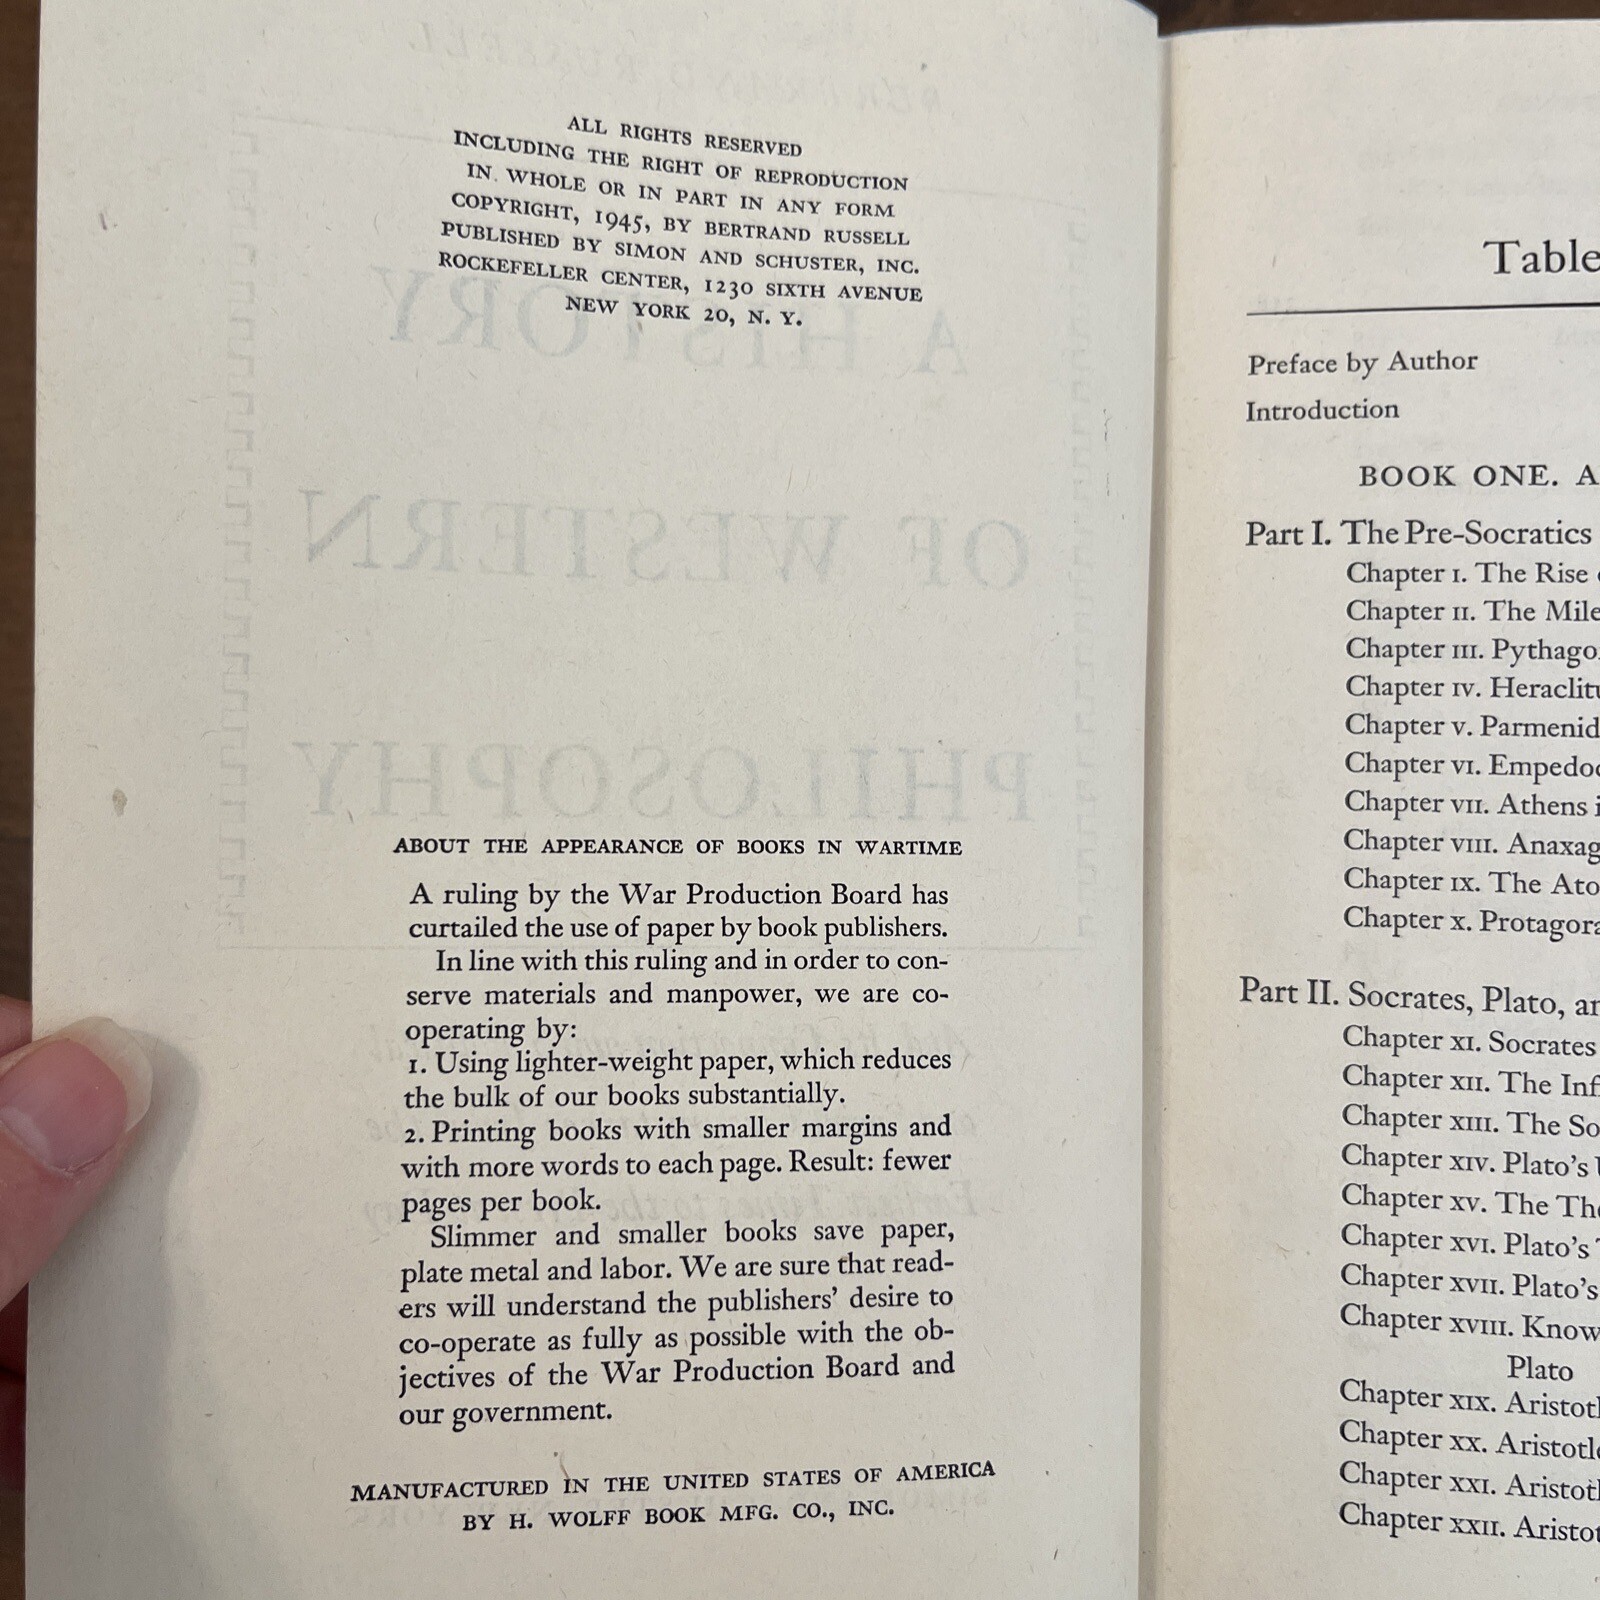 ALL RIGHTS RESERVED
INCLUDING THE RIGHT OF REPRODUCTION
IN WHOLE OR IN PART IN ANY FORM
COPYRIGHT, 1945, BY BERTRAND RUSSELL
PUBLISHED BY SIMON AND SCHUSTER, INC.
ROCKEFELLER CENTER, 1230 SIXTH AVENUE
NEW YORK 20, N. Y.
A HISTORY
OF WESTERN
PHILOSOPHY
ABOUT THE APPEARANCE OF BOOKS IN WARTIME
A ruling by the War Production Board has
curtailed the use of paper by book publishers.
In line with this ruling and in order to con-
serve materials and manpower, we are co-
operating by:
1. Using lighter-weight paper, which reduces
the bulk of our books substantially.
2. Printing books with smaller margins and
with more words to each page. Result: fewer
pages per book.
Slimmer and smaller books save paper,
plate metal and labor. We are sure that read-
ers will understand the publishers' desire to
co-operate as fully as possible with the ob-
jectives of the War Production Board and
our government.
MANUFACTURED IN THE UNITED STATES OF AMERICA
BY H. WOLFF BOOK MFG. CO., INC.
Table
Preface by Author
Introduction
BOOK ONE. A
Part I. The Pre-Socratics
Chapter I. The Rise
Chapter II. The Mile
Chapter III. Pythago
Chapter IV. Heraclitu
Chapter V. Parmenid
Chapter VI. Empedoc
Chapter VII. Athens i
Chapter VIII. Anaxag
Chapter IX. The Ato
Chapter X. Protagora
Part II. Socrates, Plato, an
Chapter XI. Socrates
Chapter XII. The Inf
Chapter XIII. The So
Chapter XIV. Plato's
Chapter XV. The The
Chapter XVI. Plato's
Chapter XVII. Plato's
Chapter XVIII. Know
Plato
Chapter XIX. Aristotl
Chapter XX. Aristotle
Chapter XXI. Aristotl
Chapter XXII. Aristot